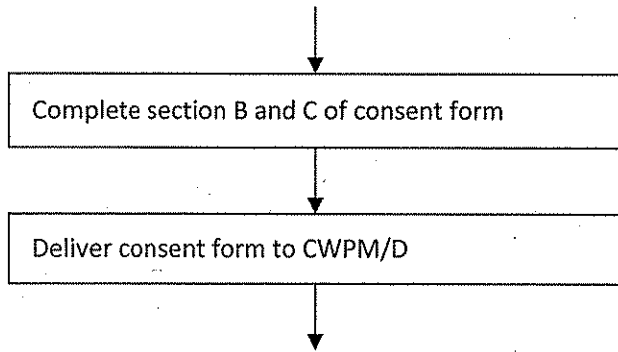 Complete section B and C of consent form
Deliver consent form to CWPM/D